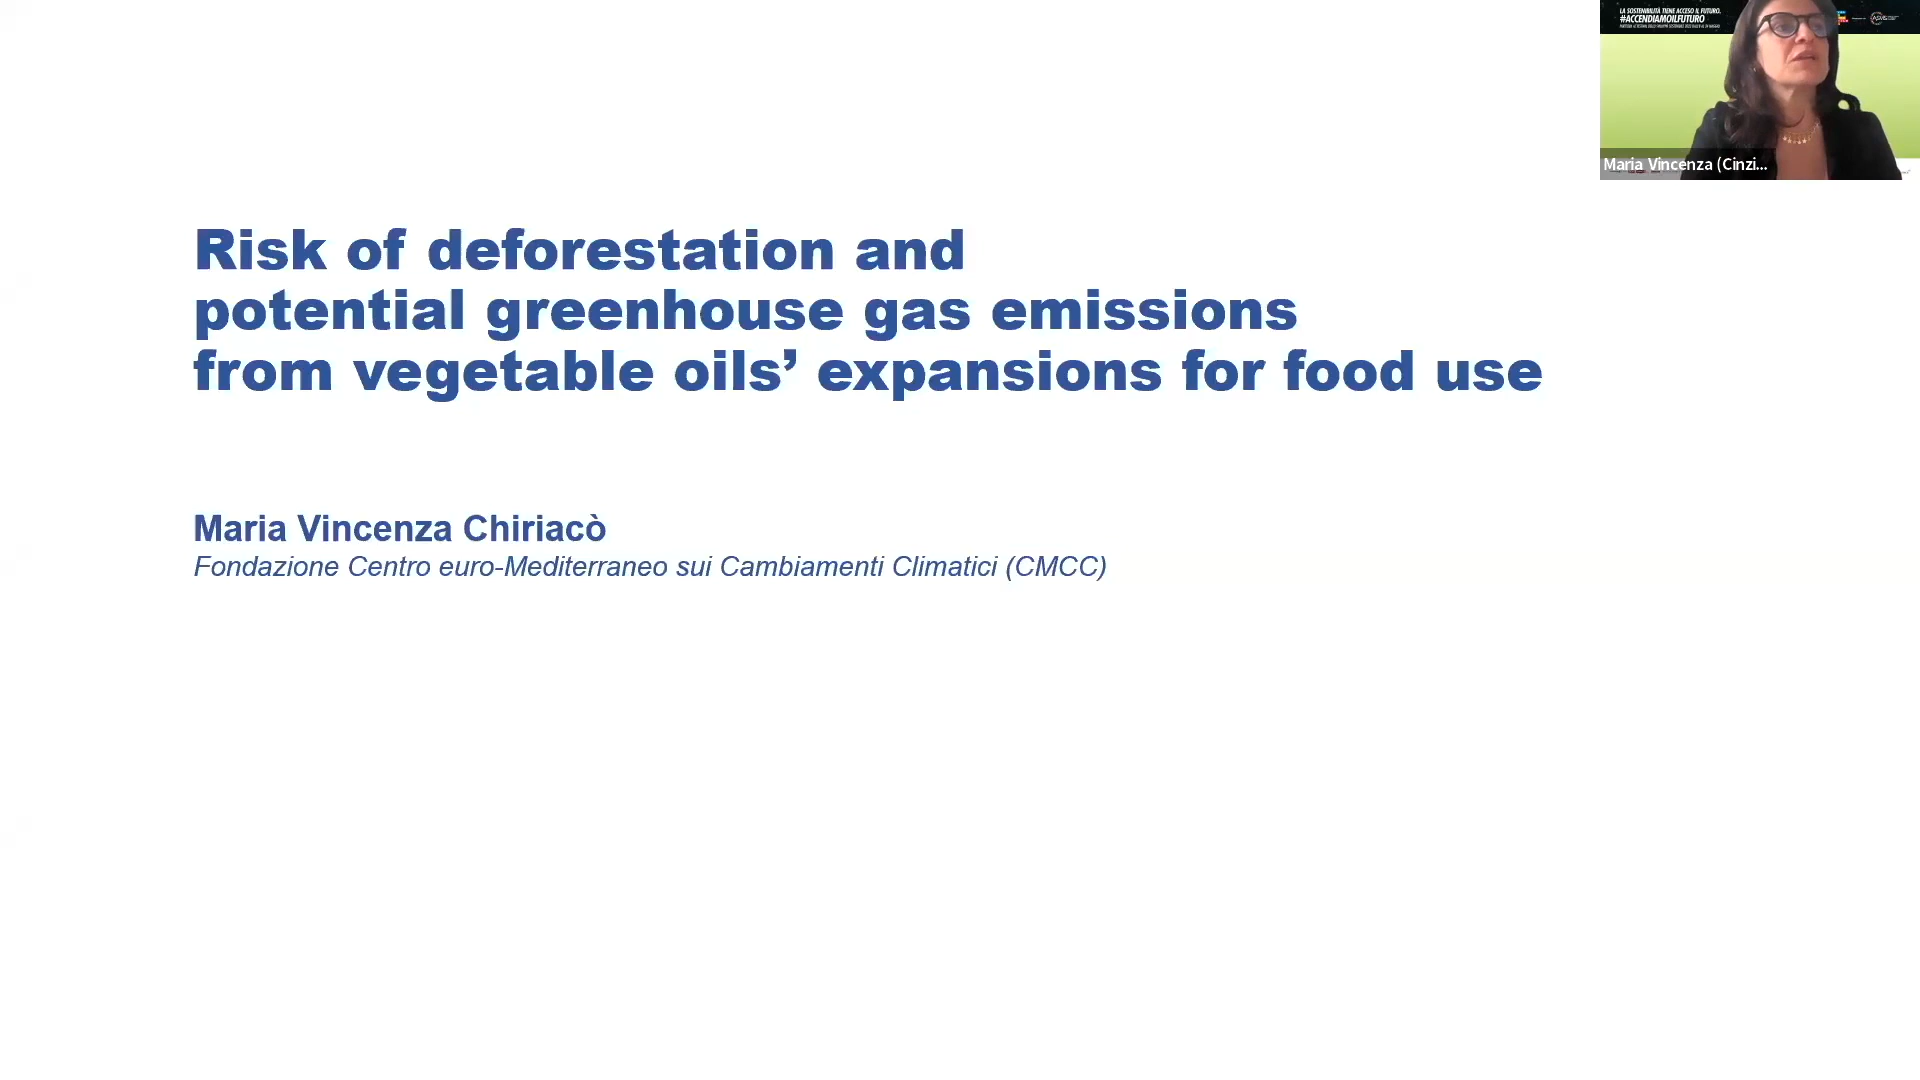 LA SOSTENIBILITÀ TIENE ACCESO IL FUTURO.
#ACCENDIAMOILFUTURO
Maria Vincenza (Cinzi...
Risk of deforestation and
potential greenhouse gas emissions
from vegetable oils’ expansions for food use
Maria Vincenza Chiriacò
Fondazione Centro euro-Mediterraneo sui Cambiamenti Climatici (CMCC)